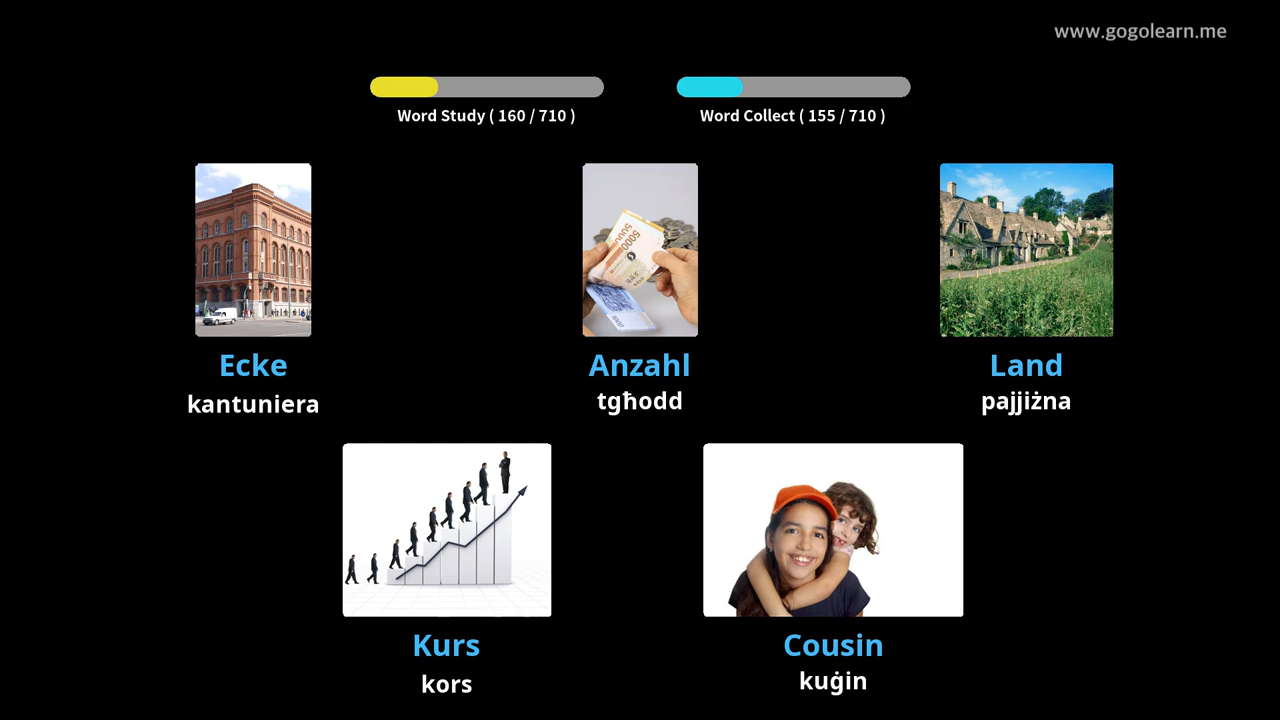 www.gogolearn.me
Word Study ( 160 / 710 )
Word Collect ( 155 / 710 )
Ecke
kantuniera
Anzahl
tgħodd
Land
pajjiżna
Kurs
kors
Cousin
kuġin